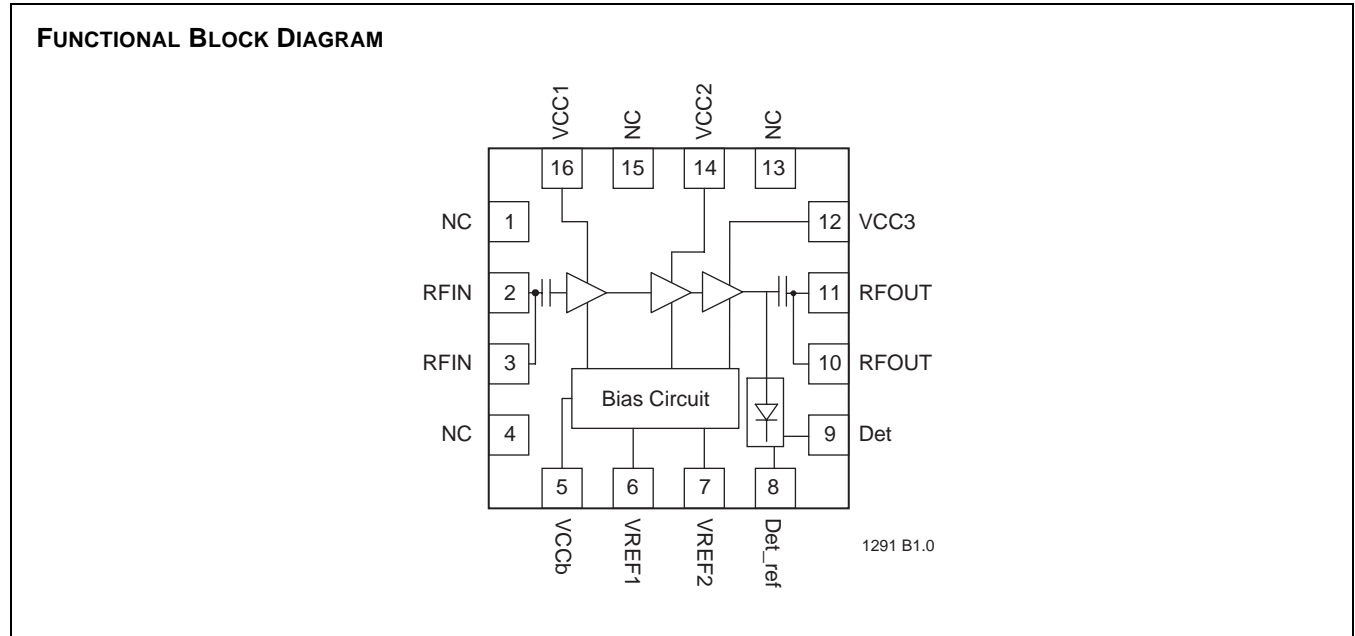 FUNCTIONAL BLOCK DIAGRAM
VCC1
NC
VCC2
NC
16
15
14
13
NC 1
12 VCC3
RFIN 2
11 RFOUT
RFIN 3
10 RFOUT
Bias Circuit
NC 4
9 Det
5
6
7
8
VCCb
VREF1
VREF2
Det_ref
1291 B1.0